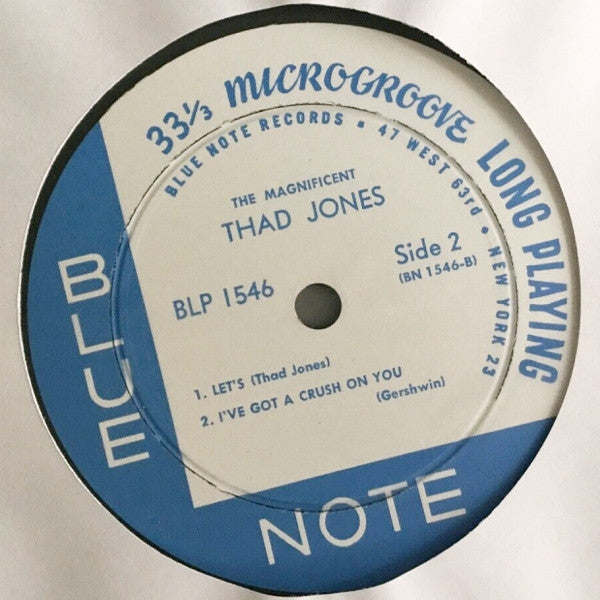 33⅓ MICROGROOVE LONG PLAYING
BLUE NOTE RECORDS • 47 WEST 63rd • NEW YORK 23
THE MAGNIFICENT
THAD JONES
Side 2
(BN 1546-B)
BLP 1546
1. LET'S (Thad Jones)
2. I'VE GOT A CRUSH ON YOU
(Gershwin)
BLUE
NOTE